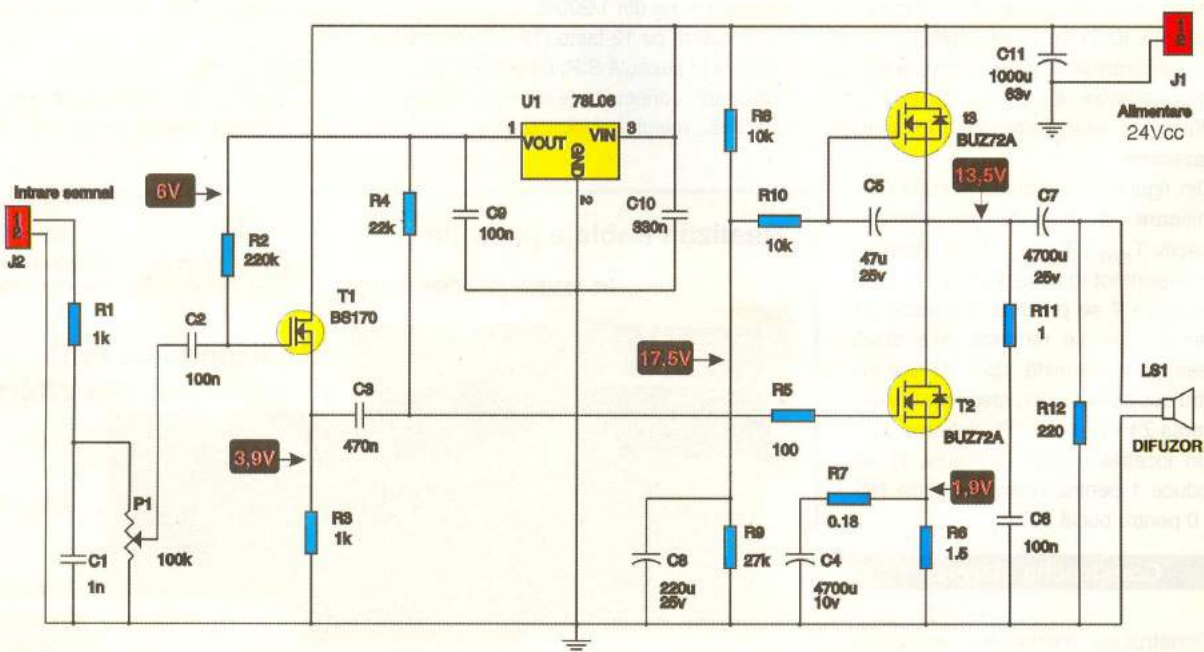 Intrare semnal
1
2
J2
R1
1k
C1
1n
P1
100k
C2
100n
6V
R2
220k
T1
BS170
3,9V
R3
1k
C3
470n
R4
22k
U1
78L06
1
VOUT
VIN
3
GND
C9
100n
C10
330n
R8
10k
R10
10k
17,5V
R5
100
C8
220u
25v
R9
27k
t3
BUZ72A
C5
47u
25v
13,5V
C7
4700u
25v
T2
BUZ72A
R7
0.18
C4
4700u
10v
1,9V
R6
1.5
R11
1
C6
100n
R12
220
LS1
DIFUZOR
C11
1000u
63v
1
2
J1
Alimentare
24Vcc